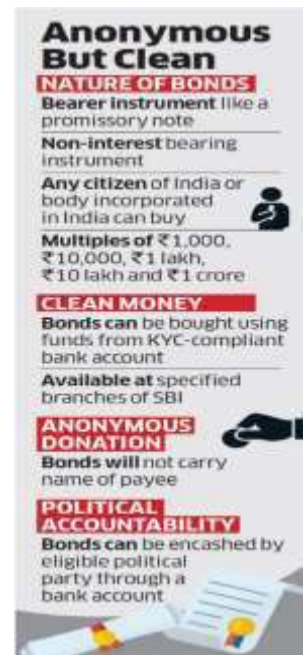 Anonymous
But Clean
NATURE OF BONDS
Bearer instrument like a
promissory note
Non-interest bearing
instrument
Any citizen of India or
body incorporated
in India can buy
Multiples of ₹1,000,
₹10,000, ₹1 lakh,
₹10 lakh and ₹1 crore
CLEAN MONEY
Bonds can be bought using
funds from KYC-compliant
bank account
Available at specified
branches of SBI
ANONYMOUS
DONATION
Bonds will not carry
name of payee
POLITICAL
ACCOUNTABILITY
Bonds can be encashed by
eligible political
party through a
bank account